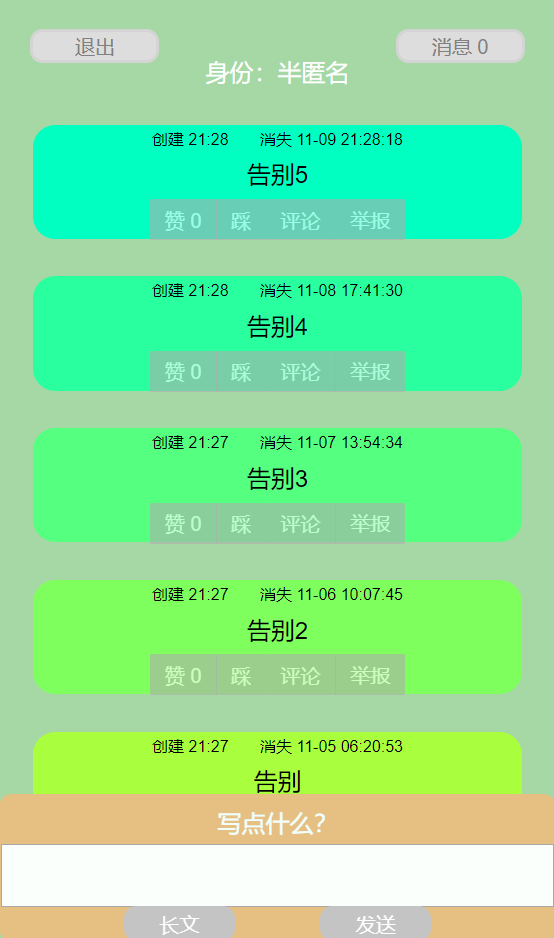 退出
消息 0
身份：半匿名
创建 21:28 消失 11-09 21:28:18
告别5
赞 0 踩 评论 举报
创建 21:28 消失 11-08 17:41:30
告别4
赞 0 踩 评论 举报
创建 21:27 消失 11-07 13:54:34
告别3
赞 0 踩 评论 举报
创建 21:27 消失 11-06 10:07:45
告别2
赞 0 踩 评论 举报
创建 21:27 消失 11-05 06:20:53
告别
写点什么?
长文 发送